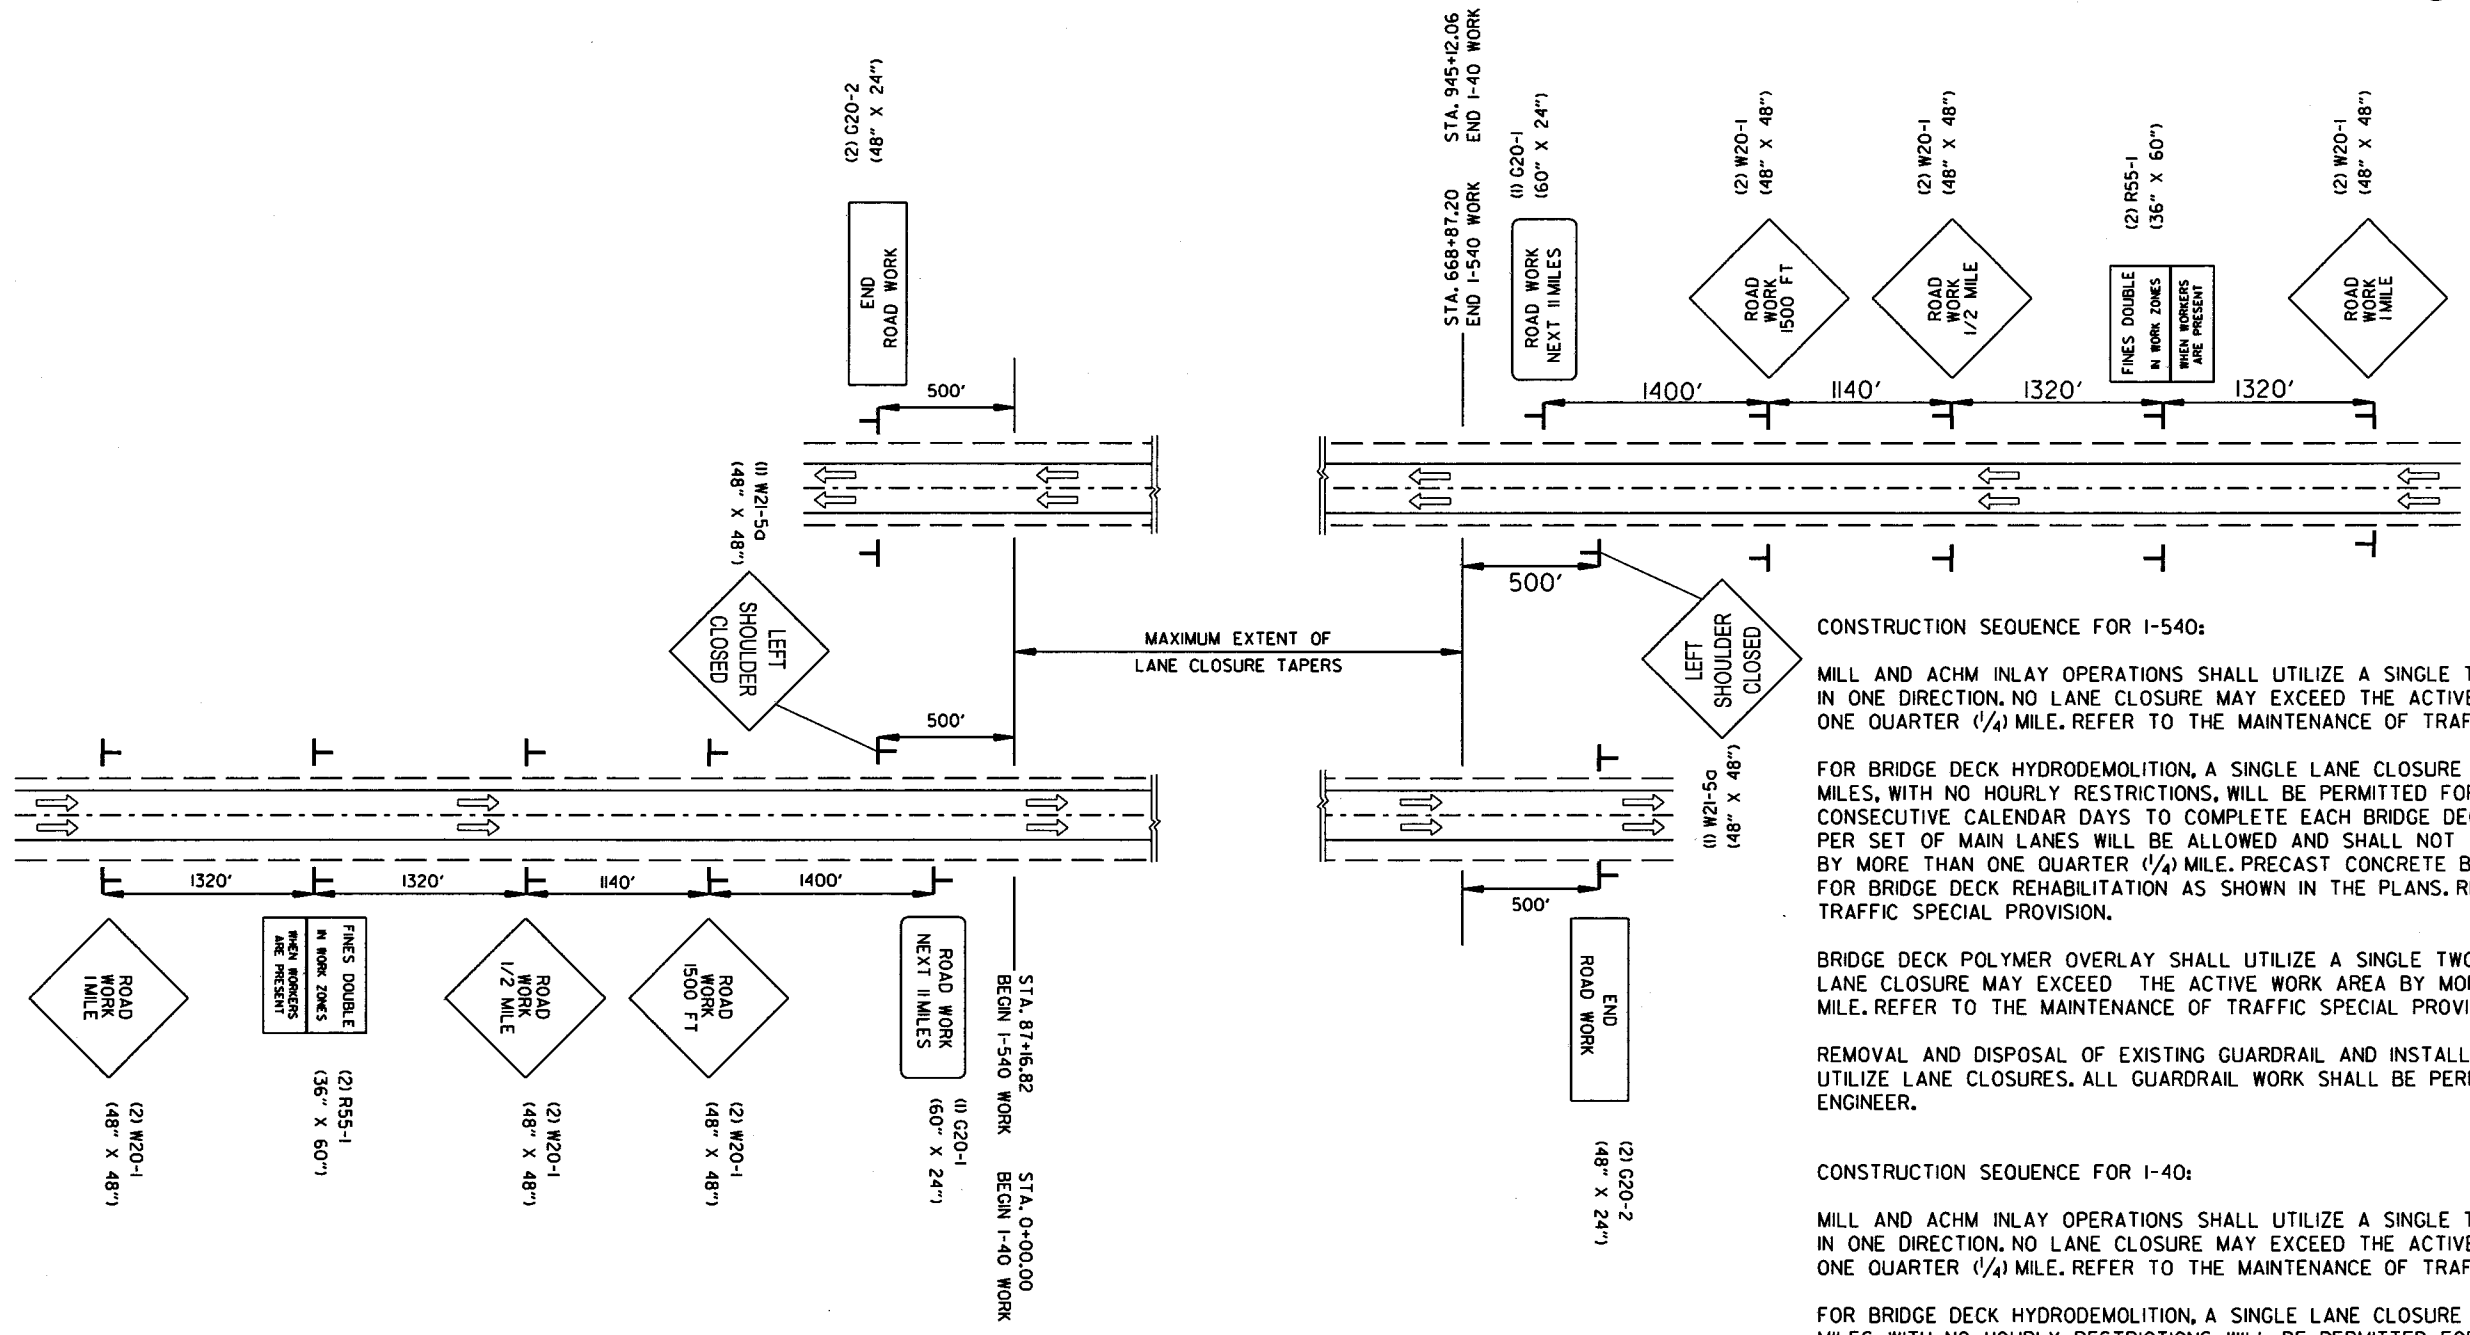 (2) G20-2
(48" X 24")
END
ROAD WORK
500'
STA. 668+87.20
END I-540 WORK
STA. 945+12.06
END I-40 WORK
(1) G20-1
(60" X 24")
ROAD WORK
NEXT 11 MILES
(2) W20-1
(48" X 48")
ROAD
WORK
1500 FT
(2) W20-1
(48" X 48")
ROAD
WORK
1/2 MILE
(2) R55-1
(36" X 60")
FINES DOUBLE
IN WORK ZONES
WHEN WORKERS
ARE PRESENT
(2) W20-1
(48" X 48")
ROAD
WORK
1 MILE
1400'
1140'
1320'
1320'
(1) W21-5a
(48" X 48")
LEFT
SHOULDER
CLOSED
500'
MAXIMUM EXTENT OF
LANE CLOSURE TAPERS
500'
LEFT
SHOULDER
CLOSED
(1) W21-5a
(48" X 48")
1320'
1320'
1140'
1400'
500'
ROAD
WORK
1 MILE
(2) W20-1
(48" X 48")
FINES DOUBLE
IN WORK ZONES
WHEN WORKERS
ARE PRESENT
(2) R55-1
(36" X 60")
ROAD
WORK
1/2 MILE
(2) W20-1
(48" X 48")
ROAD
WORK
1500 FT
(2) W20-1
(48" X 48")
ROAD WORK
NEXT 11 MILES
(1) G20-1
(60" X 24")
STA. 87+16.82
BEGIN I-540 WORK
STA. 0+00.00
BEGIN I-40 WORK
END
ROAD WORK
(2) G20-2
(48" X 24")
CONSTRUCTION SEQUENCE FOR I-540:
MILL AND ACHM INLAY OPERATIONS SHALL UTILIZE A SINGLE
IN ONE DIRECTION. NO LANE CLOSURE MAY EXCEED THE ACTIVE
ONE QUARTER (1/4) MILE. REFER TO THE MAINTENANCE OF
FOR BRIDGE DECK HYDRODEMOLITION, A SINGLE LANE CLOSURE
MILES, WITH NO HOURLY RESTRICTIONS, WILL BE PERMITTED FOR
CONSECUTIVE CALENDAR DAYS TO COMPLETE EACH BRIDGE
PER SET OF MAIN LANES WILL BE ALLOWED AND SHALL NOT
BY MORE THAN ONE QUARTER (1/4) MILE. PRECAST CONCRETE
FOR BRIDGE DECK REHABILITATION AS SHOWN IN THE PLANS.
TRAFFIC SPECIAL PROVISION.
BRIDGE DECK POLYMER OVERLAY SHALL UTILIZE A SINGLE TWO
LANE CLOSURE MAY EXCEED THE ACTIVE WORK AREA BY
MILE. REFER TO THE MAINTENANCE OF TRAFFIC SPECIAL
REMOVAL AND DISPOSAL OF EXISTING GUARDRAIL AND
UTILIZE LANE CLOSURES. ALL GUARDRAIL WORK SHALL BE
ENGINEER.
CONSTRUCTION SEQUENCE FOR I-40:
MILL AND ACHM INLAY OPERATIONS SHALL UTILIZE A SINGLE
IN ONE DIRECTION. NO LANE CLOSURE MAY EXCEED THE ACTIVE
ONE QUARTER (1/4) MILE. REFER TO THE MAINTENANCE OF
FOR BRIDGE DECK HYDRODEMOLITION, A SINGLE LANE CLOSURE